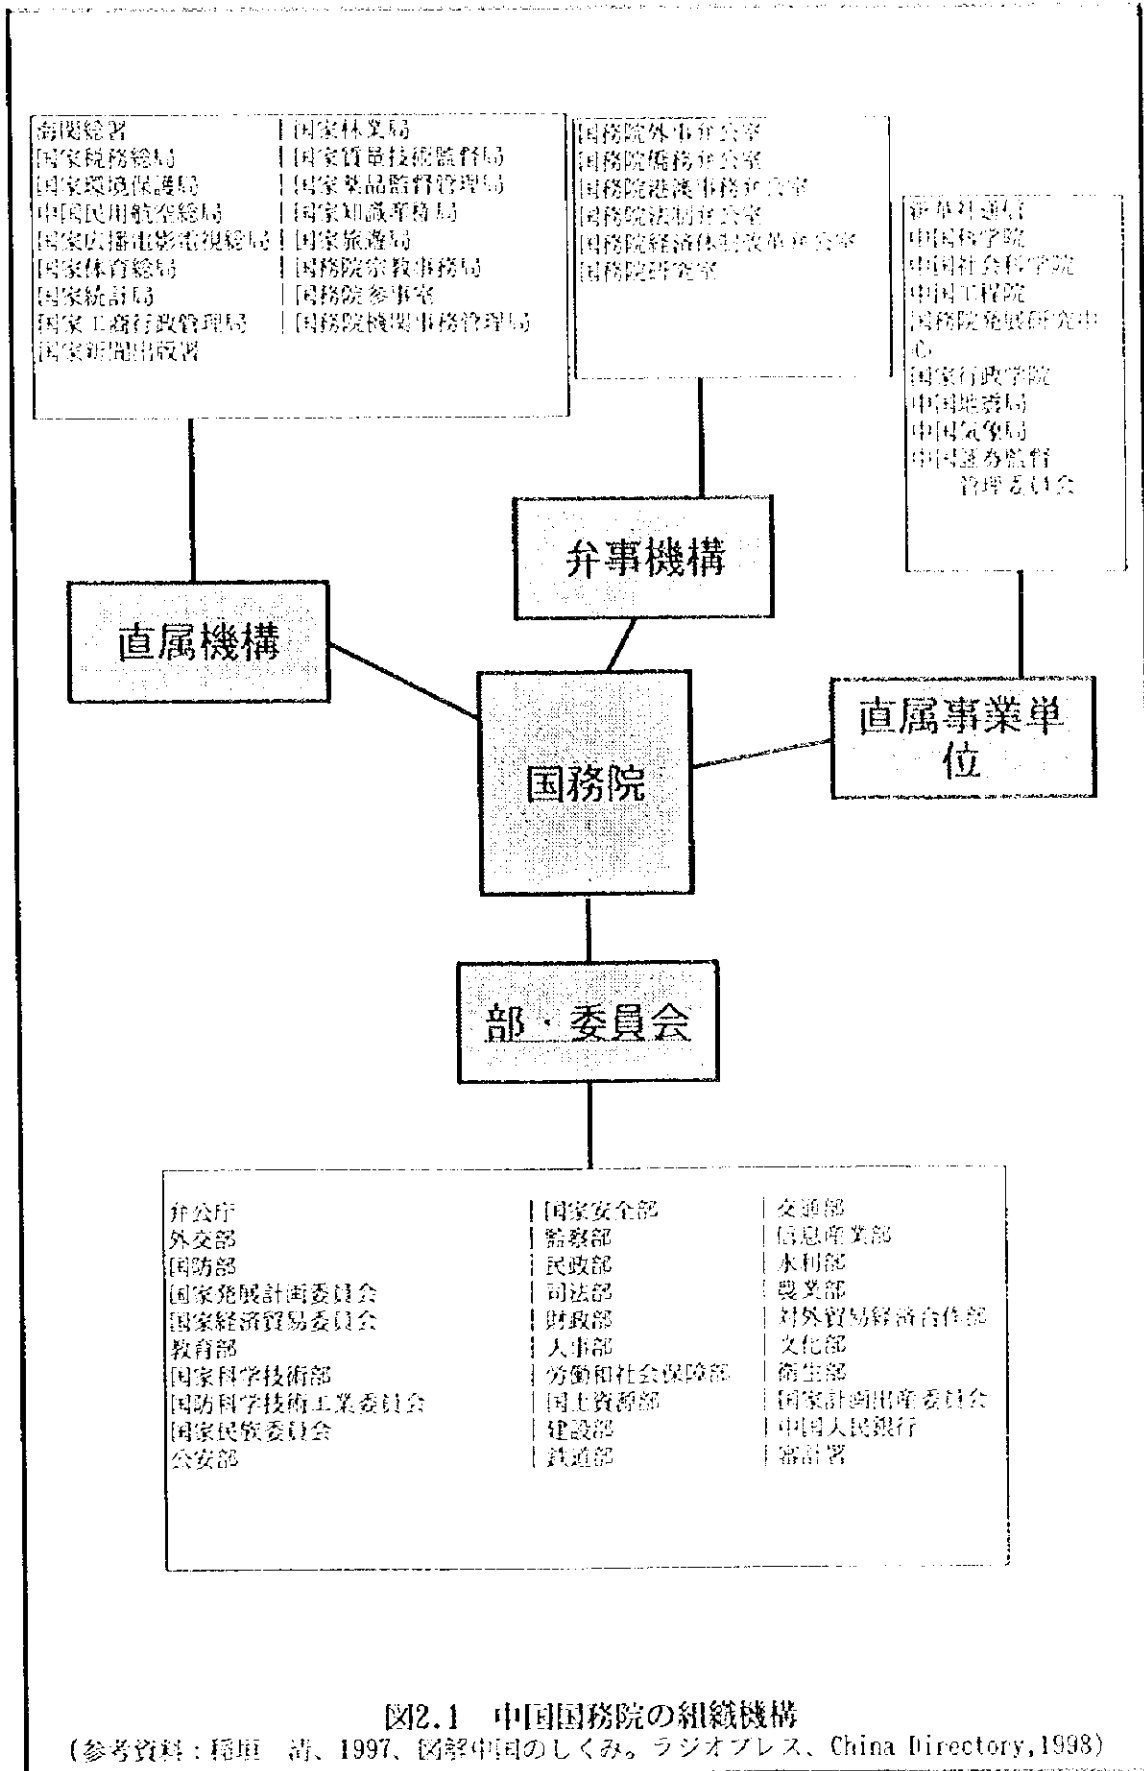 海関総署
国家税務総局
国家環境保護局
中国民用航空総局
国家広播電影電視総局
国家体育総局
国家統計局
国家工商行政管理局
国家新聞出版署
国家林業局
国家質量技術監督局
国家薬品監督管理局
国家知識産権局
国家旅遊局
国務院宗教事務局
国務院参事室
国務院機関事務管理局
国務院外事弁公室
国務院僑務弁公室
国務院港澳事務弁公室
国務院法制弁公室
国務院経済体制改革弁公室
国務院研究室
新華社通信
中国科学院
中国社会科学院
中国工程院
国務院発展研究中
心
国家行政学院
中国地震局
中国気象局
中国証券監督
管理委員会
弁事機構
直属機構
直属事業単
位
国務院
部・委員会
弁公庁
外交部
国防部
国家発展計画委員会
国家経済貿易委員会
教育部
国家科学技術部
国防科学技術工業委員会
国家民族委員会
公安部
国家安全部
監察部
民政部
司法部
財政部
人事部
労働和社会保障部
国土資源部
建設部
鉄道部
交通部
信息産業部
水利部
農業部
対外貿易経済合作部
文化部
衛生部
国家計画出産委員会
中国人民銀行
審計署
図2.1 中国国務院の組織機構
(参考資料:稲垣 清、1997、図解中国のしくみ。ラジオプレス、China Directory,1998)